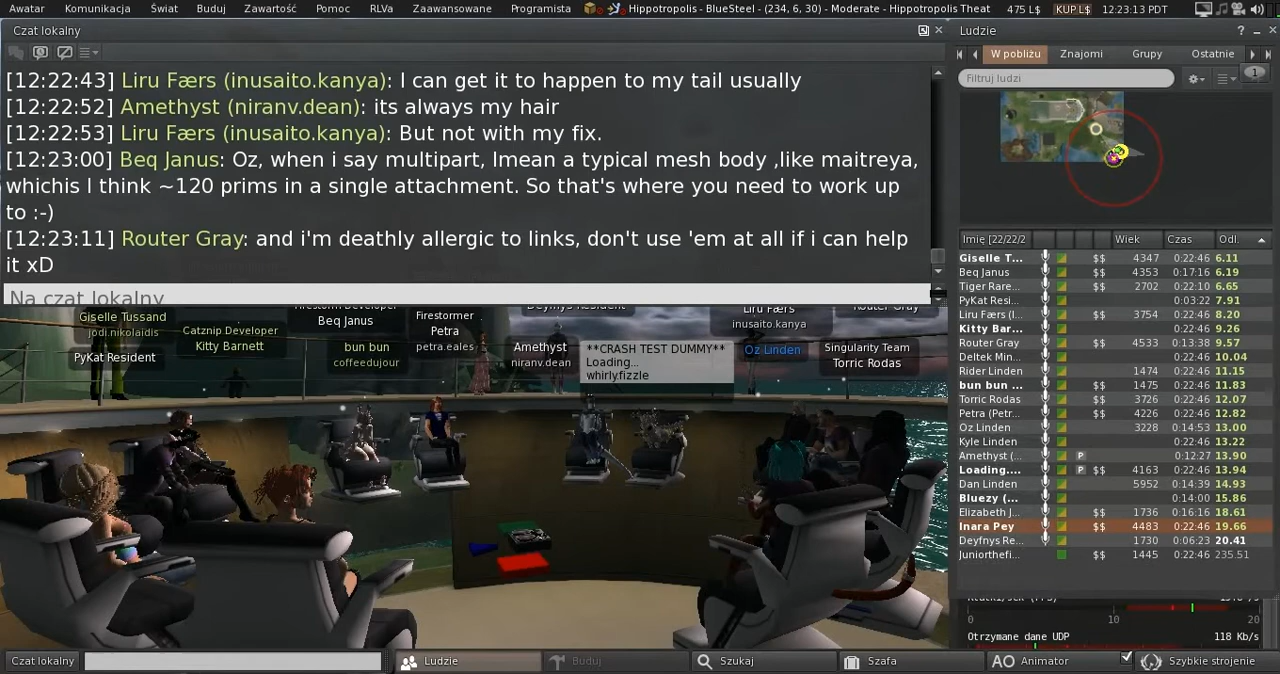 Awatar Komunikacja Świat Buduj Zawartość Pomoc RLVa Zaawansowane Programista Hippotropolis - BlueSteel - (234, 6, 30) - Moderate - Hippotropolis Theat 475 L$ KUP L$ 12:23:13 PDT
Czat lokalny
[12:22:43] Liru Færs (inusaito.kanya): I can get it to happen to my tail usually
[12:22:52] Amethyst (niranv.dean): its always my hair
[12:22:53] Liru Færs (inusaito.kanya): But not with my fix.
[12:23:00] Beq Janus: Oz, when i say multipart, Imean a typical mesh body ,like maitreya,
whichis I think ~120 prims in a single attachment. So that's where you need to work up
to :-)
[12:23:11] Router Gray: and i'm deathly allergic to links, don't use 'em at all if i can help
it xD
Na czat lokalny
Giselle Tussand
jodi.nikolaidis
PyKat Resident
Catznip Developer
Kitty Barnett
Firestorm Developer
Beq Janus
bun bun
coffeedujour
Firestormer
Petra
petra.eales
Deyfnys Resident
Amethyst
niranv.dean
**CRASH TEST DUMMY**
Loading...
whirlyfizzle
Liru Færs
inusaito.kanya
Oz Linden
Router Gray
Singularity Team
Torric Rodas
Ludzie
? _ ×
W pobliżu Znajomi Grupy Ostatnie
1
Filtruj ludzi
Imię [22/22/2 Wiek Czas Odl.
Giselle T... $$ 4347 0:22:46 6.11
Beq Janus $$ 4353 0:17:16 6.19
Tiger Rare... $$ 2702 0:22:10 6.65
PyKat Resi... 0:03:22 7.91
Liru Færs (I... $$ 3754 0:22:46 8.20
Kitty Bar... 0:22:46 9.26
Router Gray $$ 4533 0:13:38 9.57
Deltek Min... 0:22:46 10.04
Rider Linden 1474 0:22:46 11.15
bun bun ... $$ 1475 0:22:46 11.83
Torric Rodas $$ 3726 0:22:46 12.07
Petra (Petr... $$ 4226 0:22:46 12.82
Oz Linden 3228 0:14:53 13.00
Kyle Linden 0:22:46 13.22
Amethyst (... P 0:12:27 13.90
Loading.... P $$ 4163 0:22:46 13.94
Dan Linden 5952 0:14:39 14.93
Bluezy (... 0:14:00 15.86
Elizabeth J... $$ 1736 0:16:16 18.61
Inara Pey $$ 4483 0:22:46 19.66
Deyfnys Re... 1730 0:06:23 20.41
Juniorthefi... $$ 1445 0:22:46 235.51
0 10 20
Otrzymane dane UDP 118 Kb/s
Czat lokalny Ludzie Buduj Szukaj Szafa AO Animator Szybkie strojenie